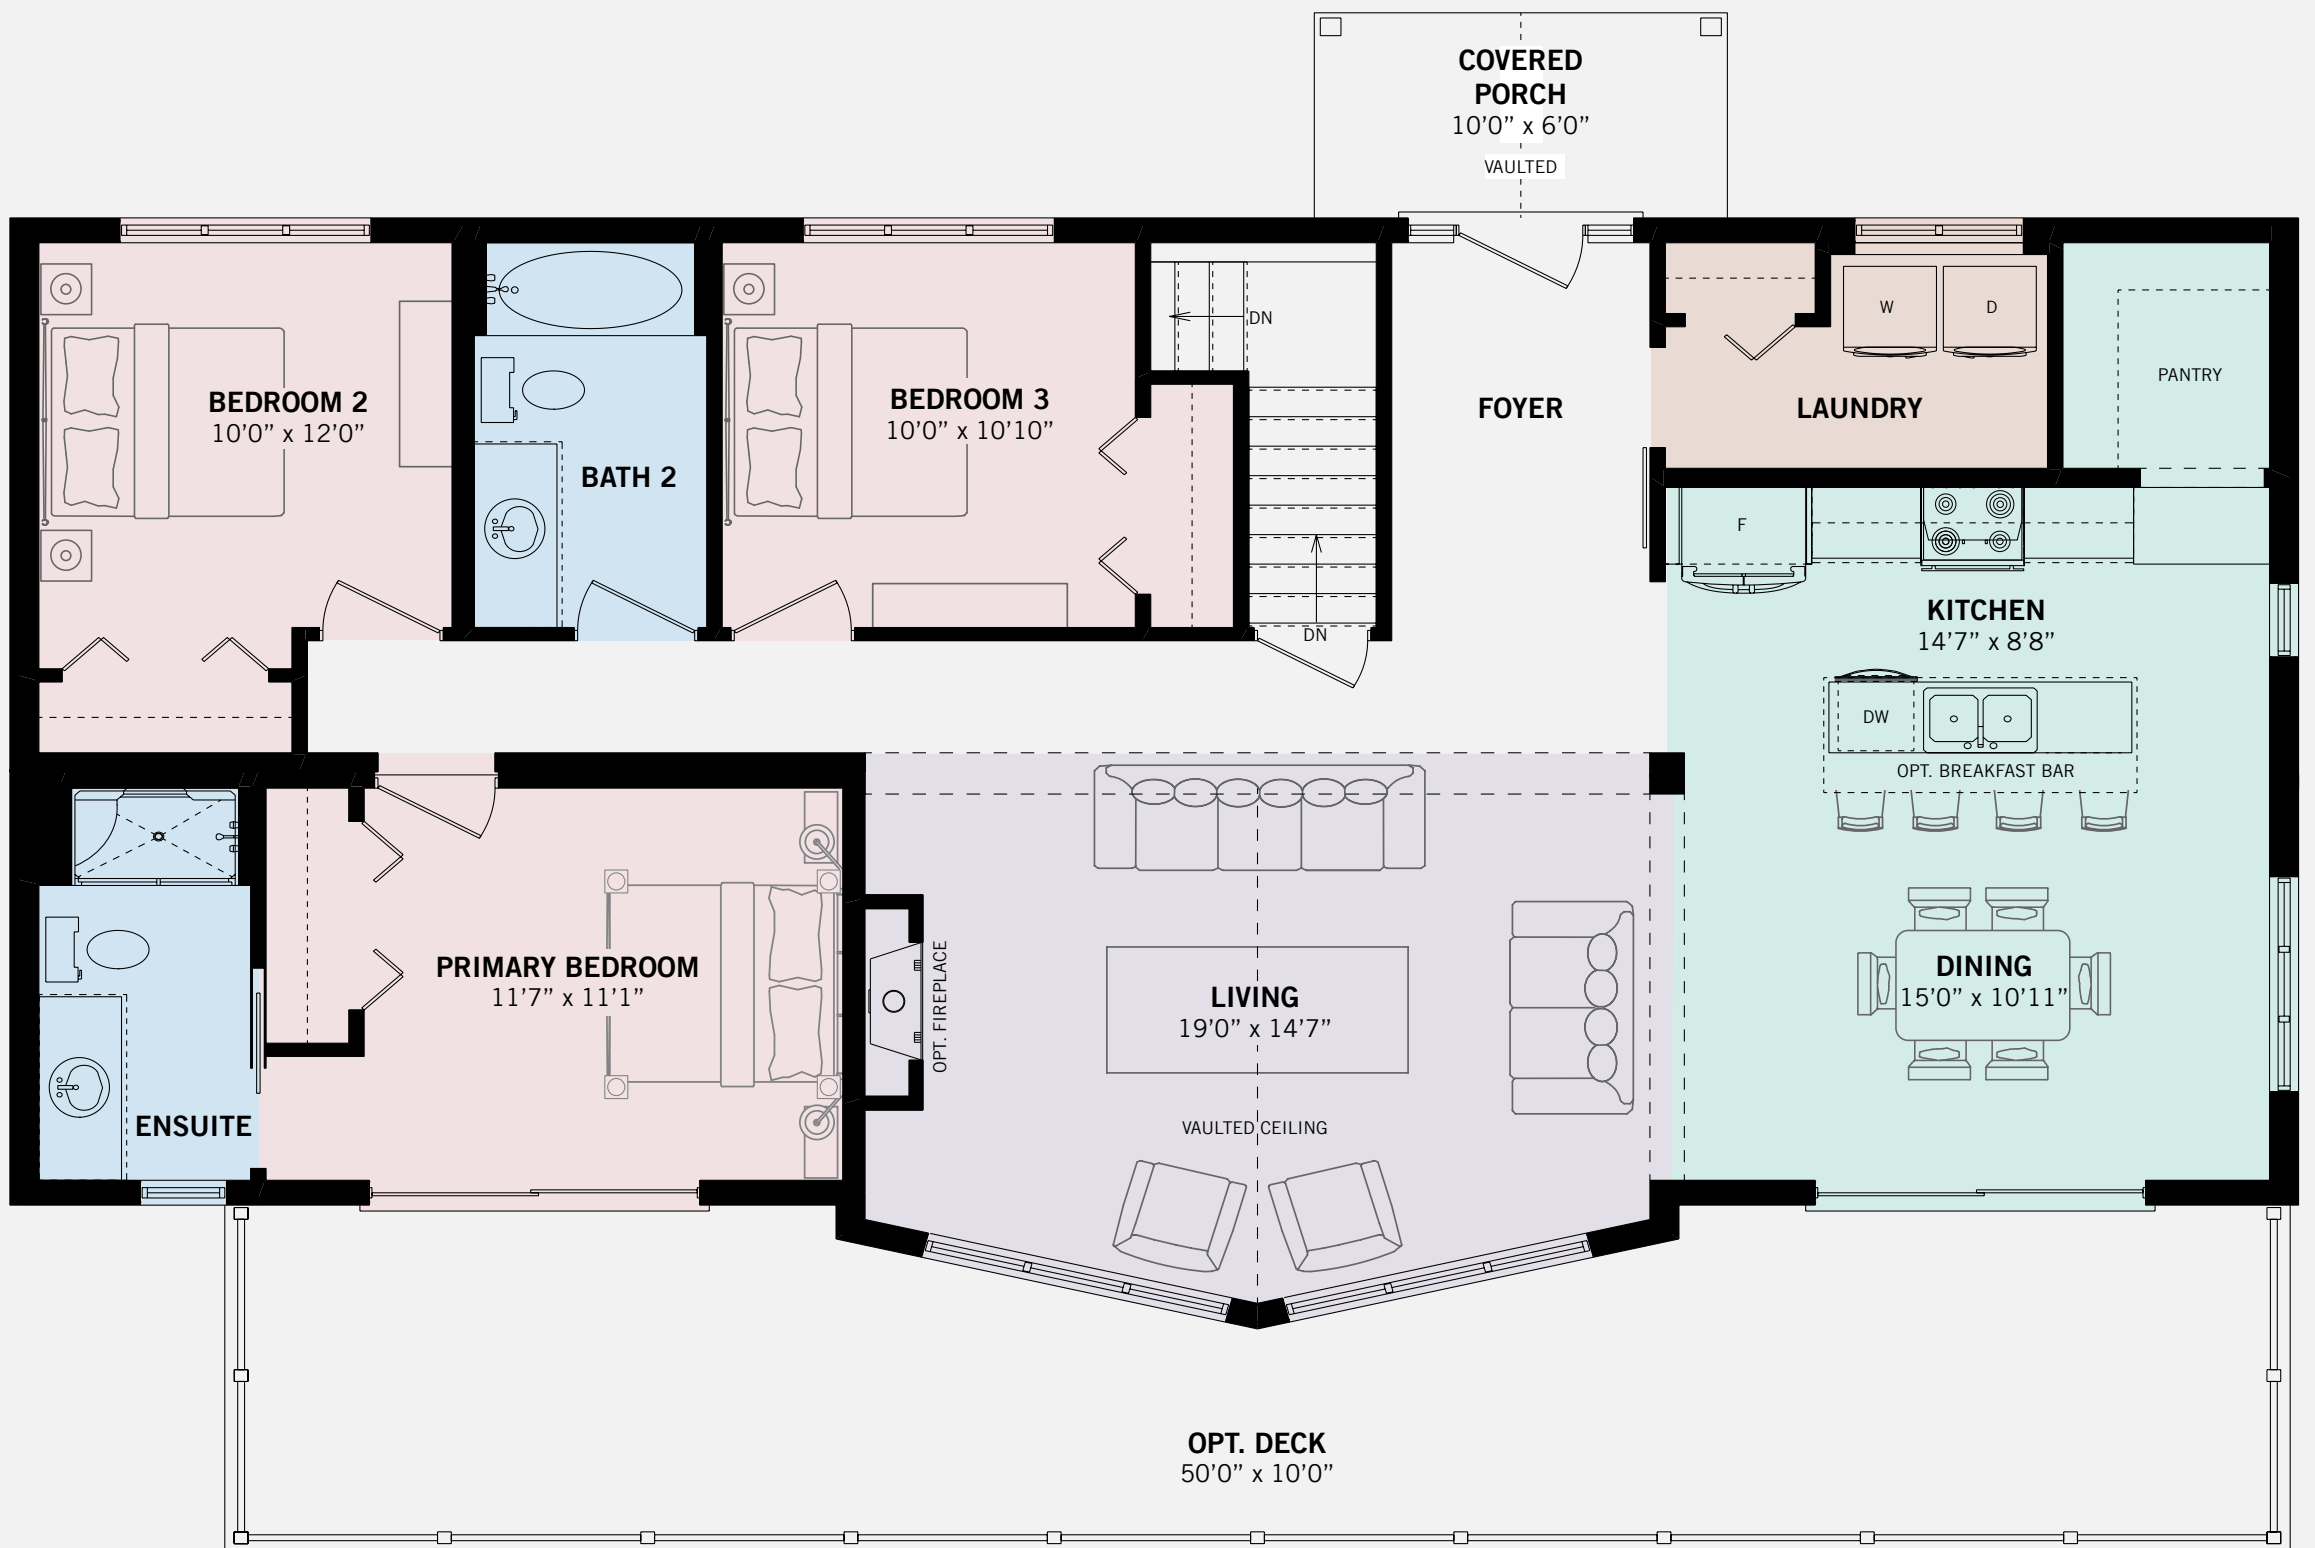 COVERED
PORCH
10’0” x 6’0”
VAULTED
BEDROOM 2
10’0” x 12’0”
BATH 2
BEDROOM 3
10’0” x 10’10”
DN
DN
FOYER
W
D
LAUNDRY
PANTRY
F
KITCHEN
14’7” x 8’8”
DW
OPT. BREAKFAST BAR
ENSUITE
PRIMARY BEDROOM
11’7” x 11’1”
OPT. FIREPLACE
LIVING
19’0” x 14’7”
VAULTED CEILING
DINING
15’0” x 10’11”
OPT. DECK
50’0” x 10’0”